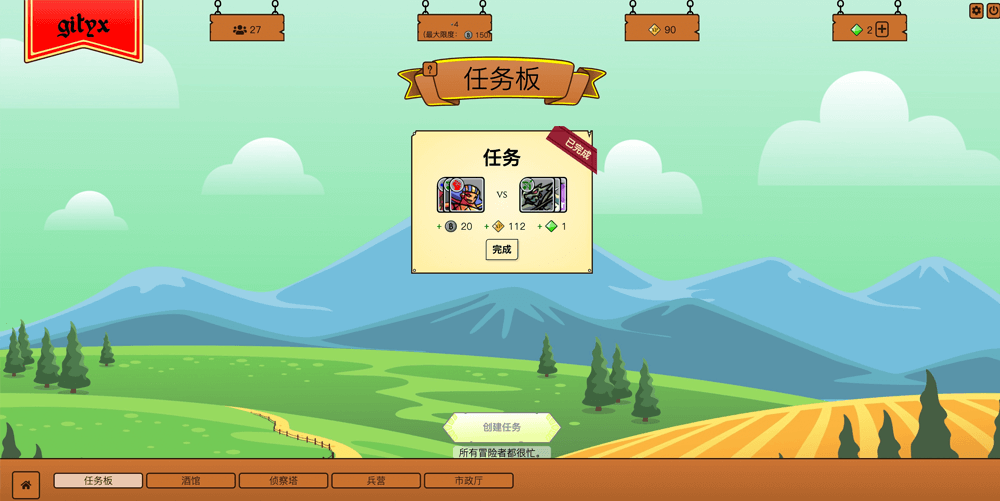 gityx
27
-4
(最大限度： B 150)
XP 90
2
?
任务板
已完成
任务
VS
+ B 20 + XP 112 + 1
完成
创建任务
所有冒险者都很忙。
任务板
酒馆
侦察塔
兵营
市政厅